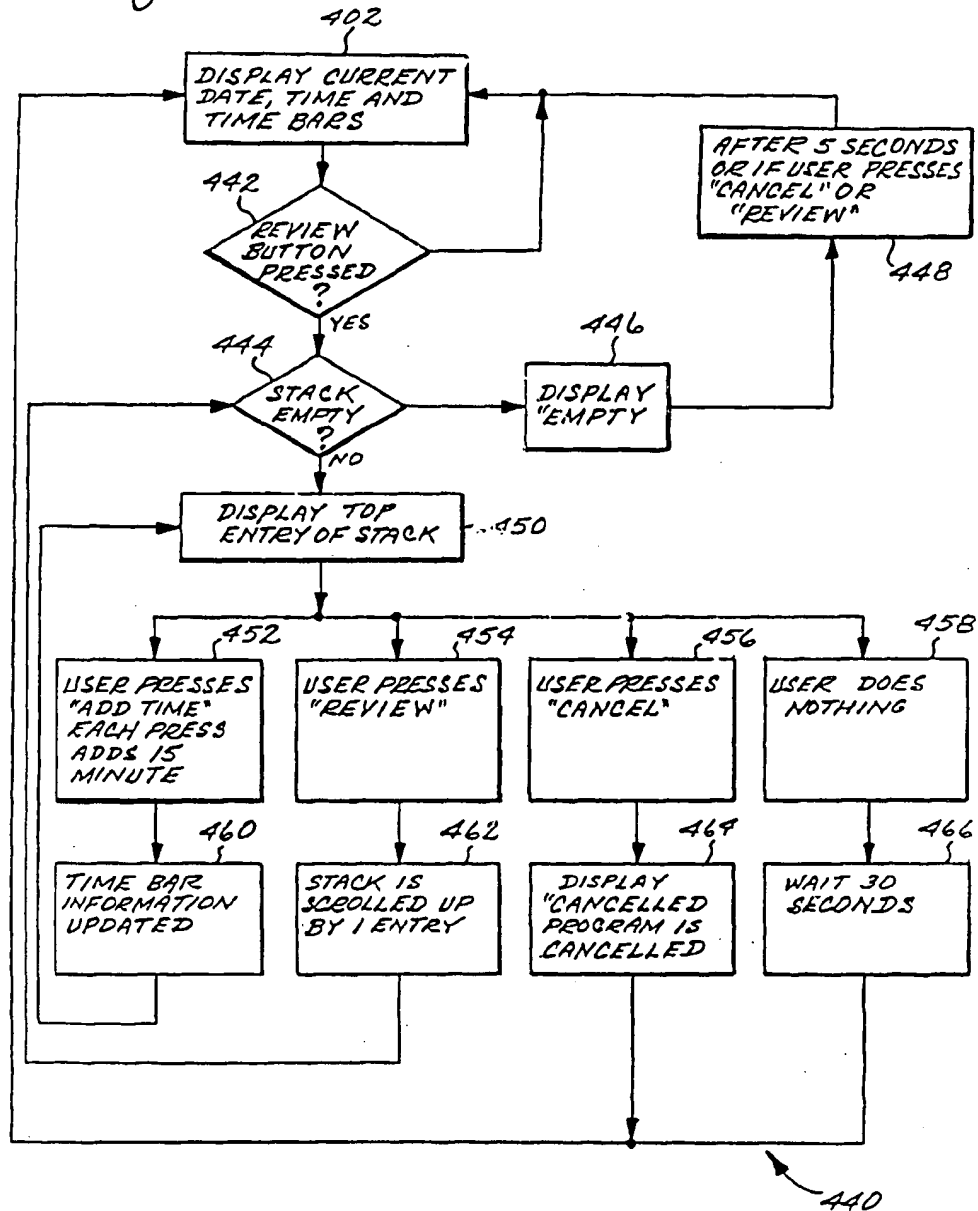 402
DISPLAY CURRENT
DATE, TIME AND
TIME BARS
442
REVIEW
BUTTON
PRESSED
?
YES
AFTER 5 SECONDS
OR IF USER PRESSES
"CANCEL" OR
"REVIEW"
448
444
STACK
EMPTY
?
NO
446
DISPLAY
"EMPTY
DISPLAY TOP
ENTRY OF STACK
450
452
USER PRESSES
"ADD TIME"
EACH PRESS
ADDS 15
MINUTE
454
USER PRESSES
"REVIEW"
456
USER PRESSES
"CANCEL"
458
USER DOES
NOTHING
460
TIME BAR
INFORMATION
UPDATED
462
STACK IS
SCROLLED UP
BY 1 ENTRY
464
DISPLAY
"CANCELLED
PROGRAM IS
CANCELLED
466
WAIT 30
SECONDS
440